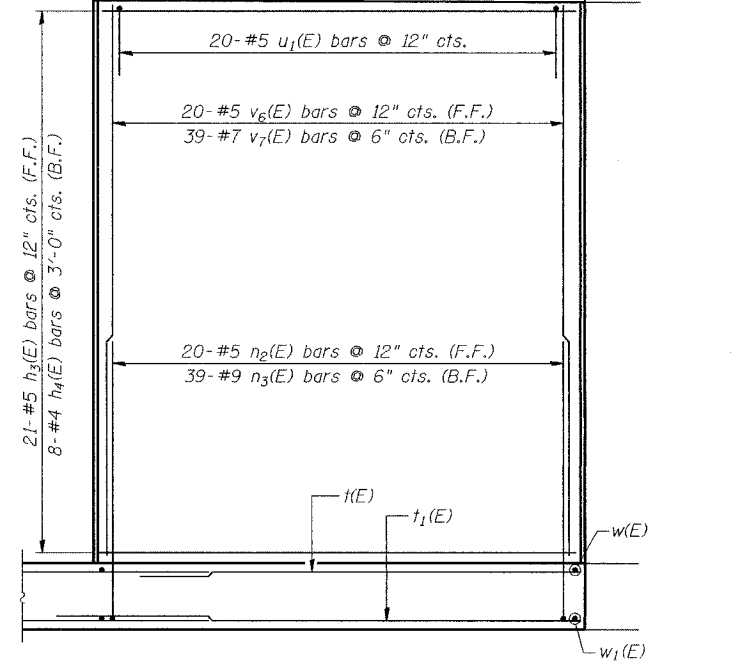 20-#5 u₁(E) bars @ 12" cts.
20-#5 v₆(E) bars @ 12" cts. (F.F.)
39-#7 v₇(E) bars @ 6" cts. (B.F.)
21-#5 h₃(E) bars @ 12" cts. (F.F.)
8-#4 h₄(E) bars @ 3'-0" cts. (B.F.)
20-#5 n₂(E) bars @ 12" cts. (F.F.)
39-#9 n₃(E) bars @ 6" cts. (B.F.)
t(E)
t₁(E)
w(E)
w₁(E)